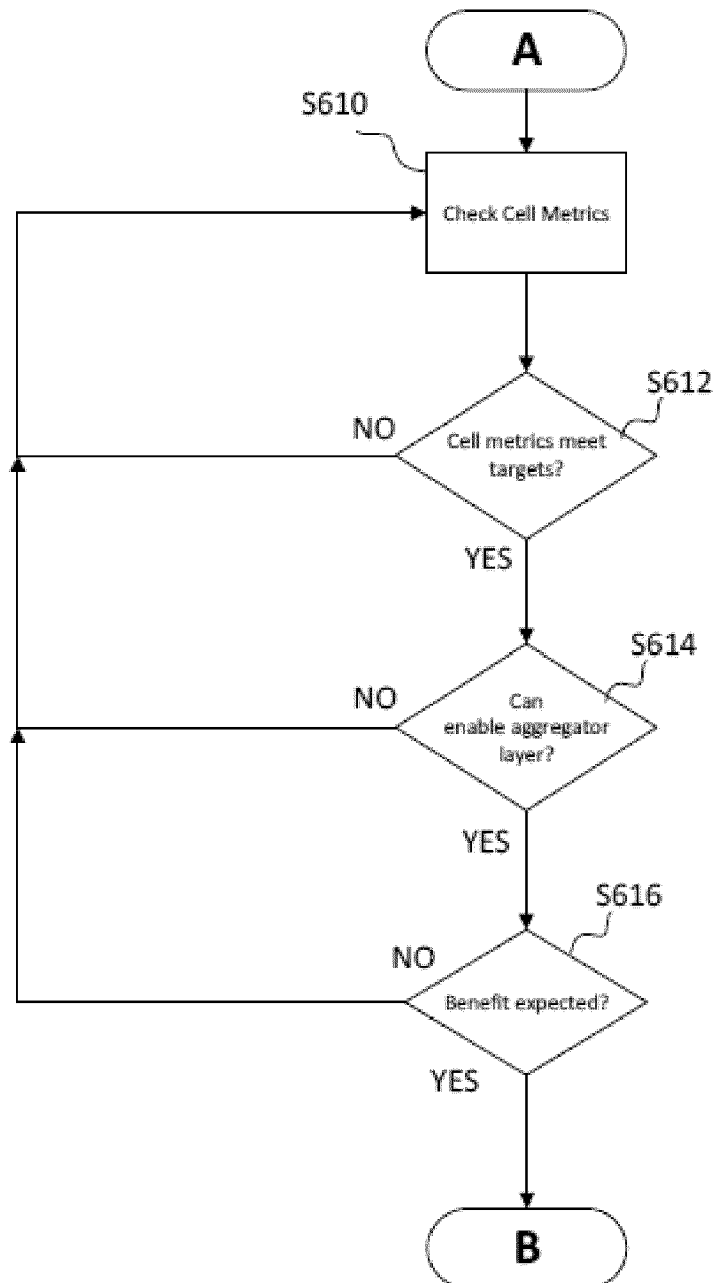 A
S610
Check Cell Metrics
S612
NO
Cell metrics meet
targets?
YES
S614
NO
Can
enable aggregator
layer?
YES
S616
NO
Benefit expected?
YES
B